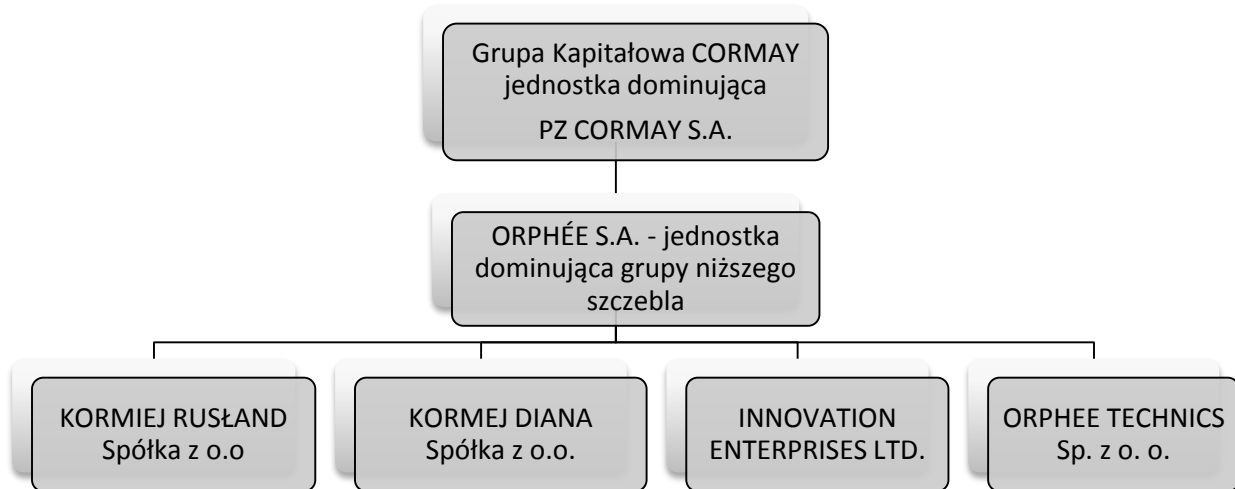 Grupa Kapitałowa CORMAY
jednostka dominująca
PZ CORMAY S.A.
ORPHÉE S.A. - jednostka
dominująca grupy niższego
szczebla
KORMIEJ RUSŁAND
Spółka z o.o
KORMEJ DIANA
Spółka z o.o.
INNOVATION
ENTERPRISES LTD.
ORPHEE TECHNICS
Sp. z o. o.